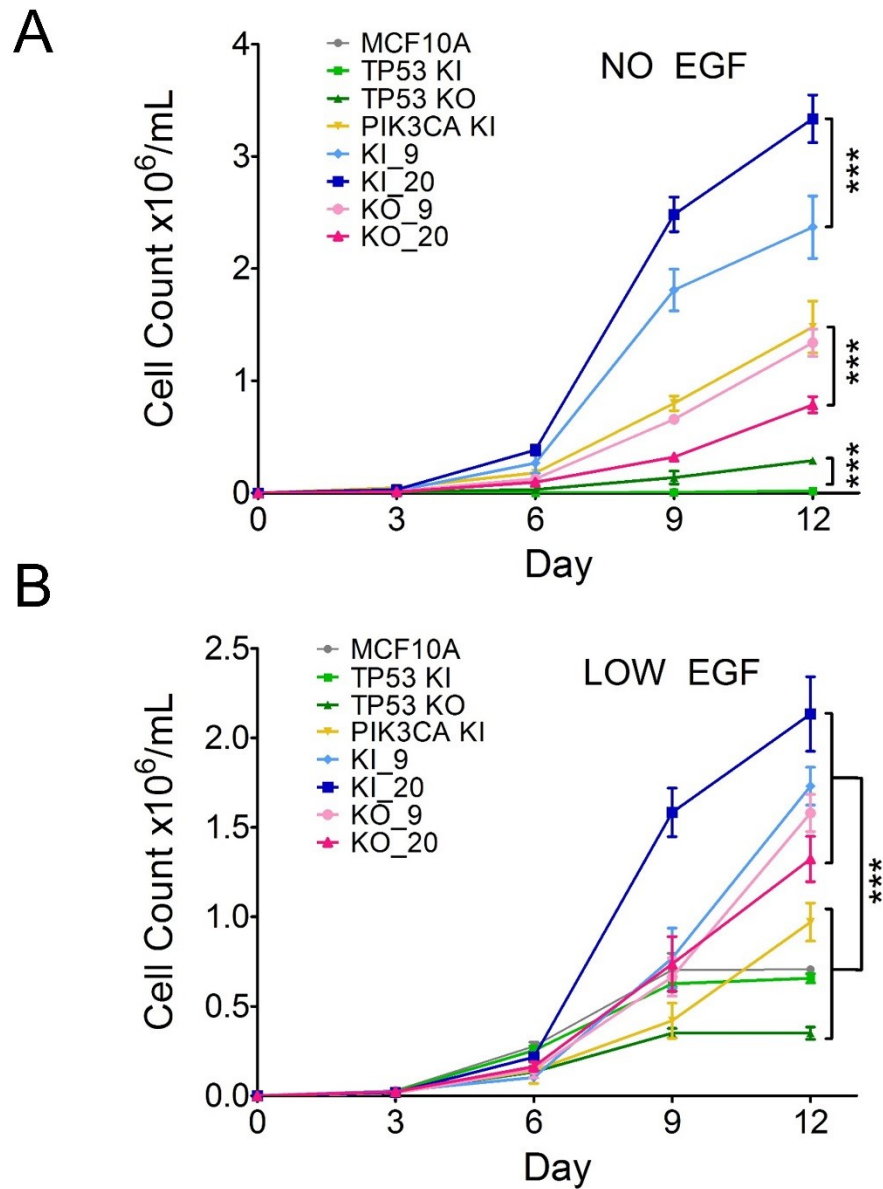 A
NO EGF
MCF10A
TP53 KI
TP53 KO
PIK3CA KI
KI_9
KI_20
KO_9
KO_20
Cell Count x10⁶/mL
4
3
2
1
0
***
***
***
0 3 6 9 12
Day
B
LOW EGF
MCF10A
TP53 KI
TP53 KO
PIK3CA KI
KI_9
KI_20
KO_9
KO_20
Cell Count x10⁶/mL
2.5
2.0
1.5
1.0
0.5
0.0
***
0 3 6 9 12
Day